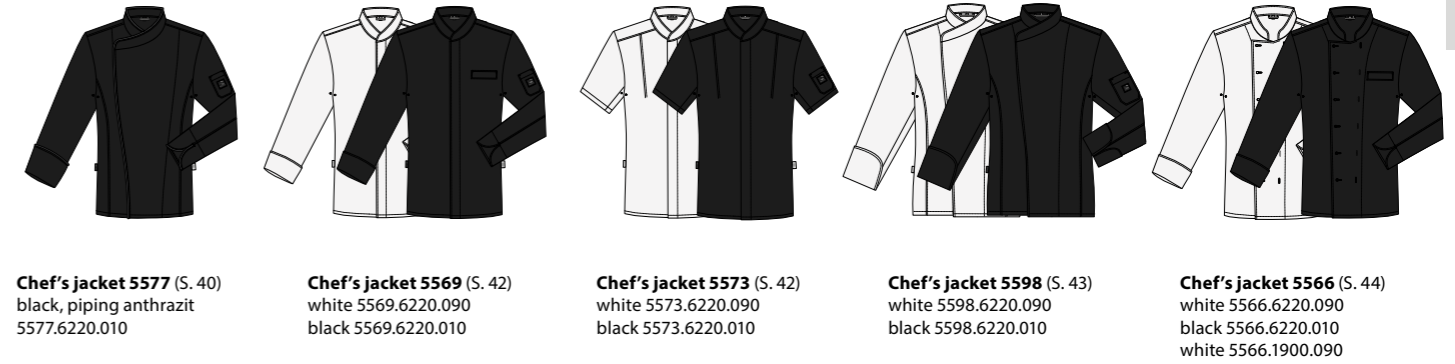 Chef’s jacket 5577 (S. 40)
black, piping anthrazit
5577.6220.010
Chef’s jacket 5569 (S. 42)
white 5569.6220.090
black 5569.6220.010
Chef’s jacket 5573 (S. 42)
white 5573.6220.090
black 5573.6220.010
Chef’s jacket 5598 (S. 43)
white 5598.6220.090
black 5598.6220.010
Chef’s jacket 5566 (S. 44)
white 5566.6220.090
black 5566.6220.010
white 5566.1900.090